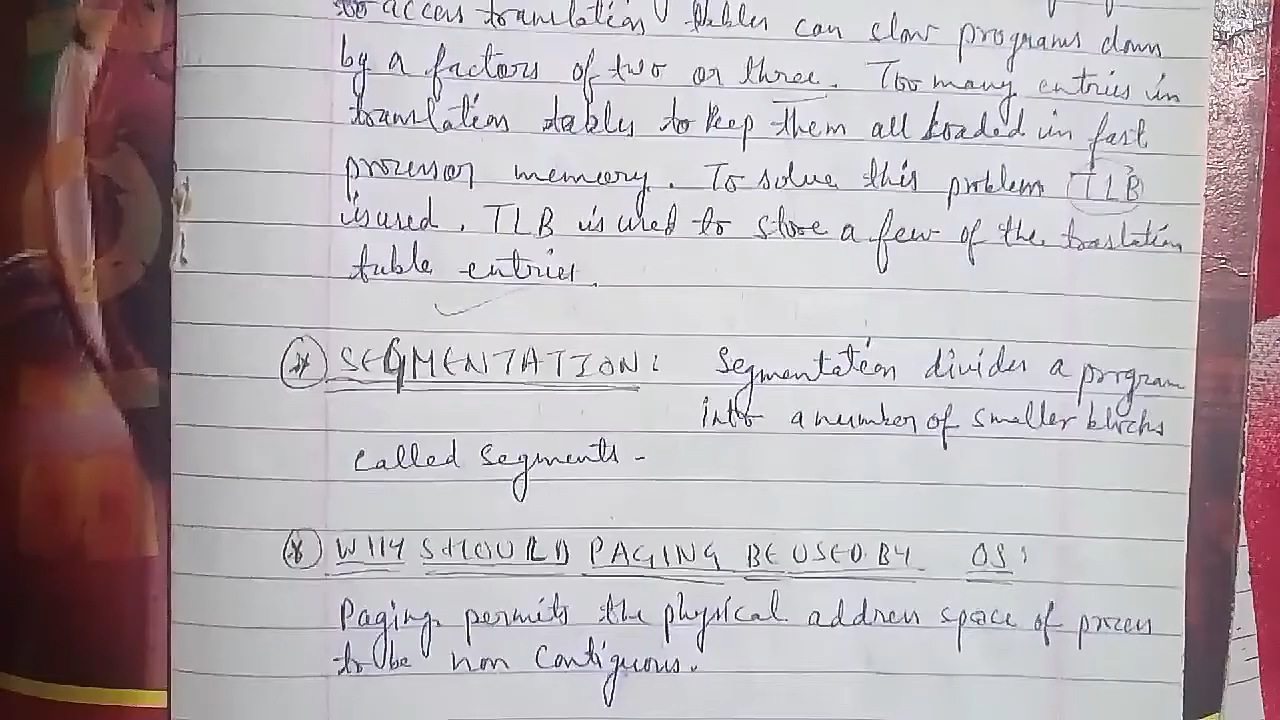 to access translation tables can slow programs down
by a factors of two or three. Too many entries in
translation tables to keep them all loaded in fast
processor memory. To solve this problem TLB
is used. TLB is used to store a few of the traslation
table entries.
* SEGMENTATION: Segmentation divides a program
into a number of smaller blocks
called segments -
* WHY SHOULD PAGING BE USED BY OS:
Paging permits the physical address space of process
to be non contiguous.